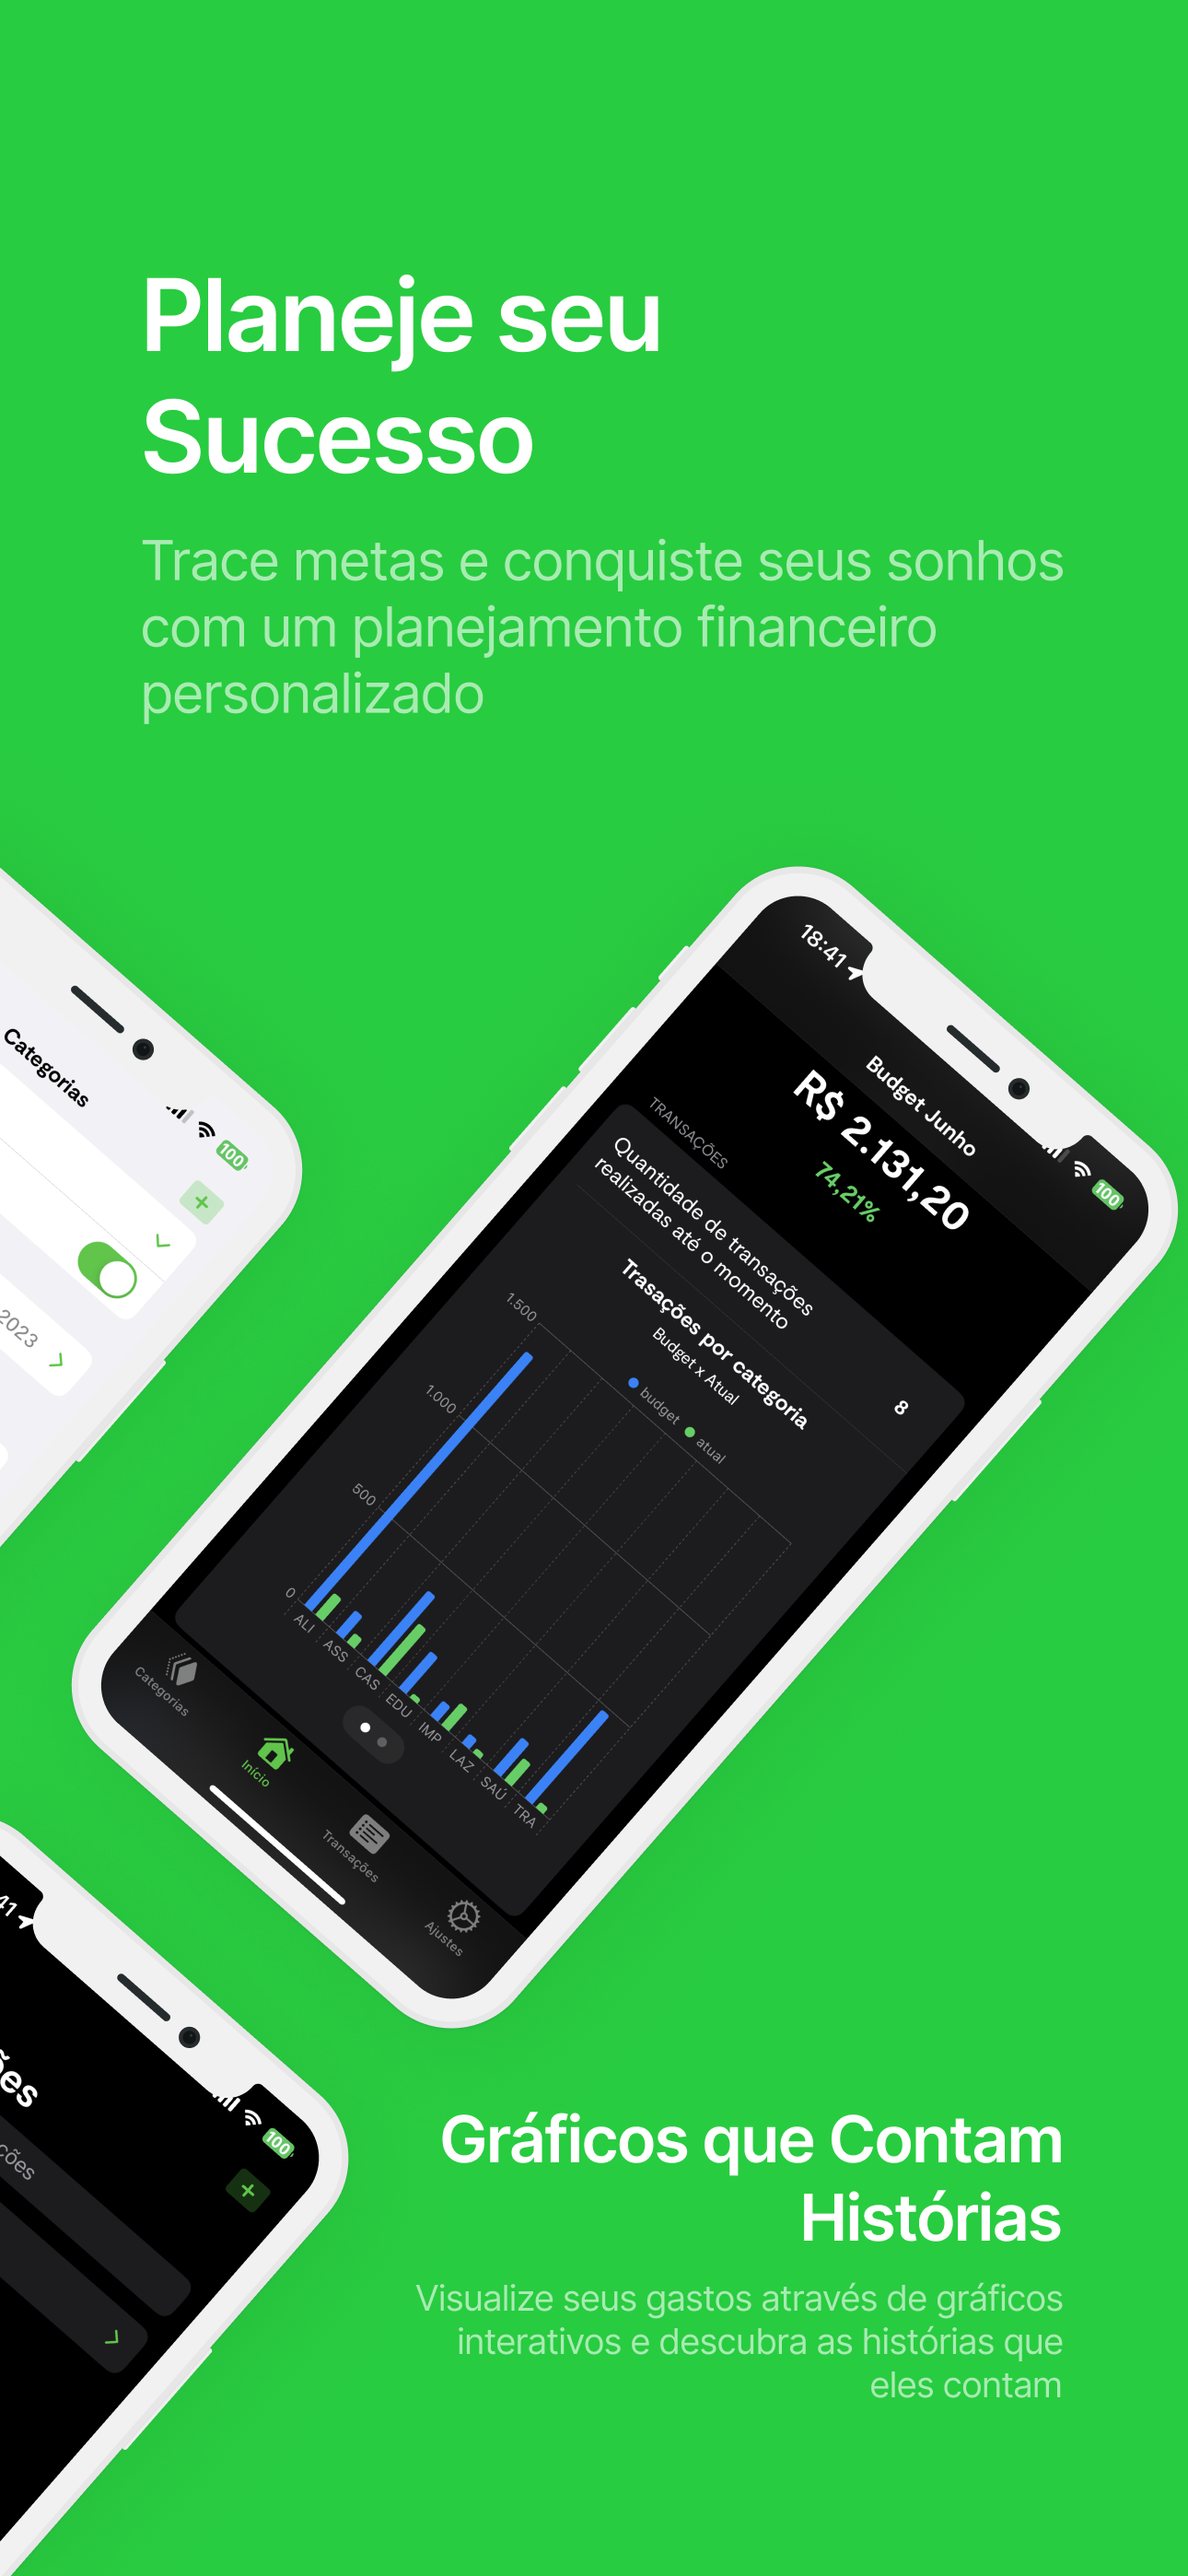 Planeje seu
Sucesso
Trace metas e conquiste seus sonhos
com um planejamento financeiro
personalizado
Categorias
100
2023
18:41
100
Budget Junho
R$ 2.131,20
74,21%
TRANSAÇÕES
Quantidade de transações
realizadas até o momento
8
Trasações por categoria
Budget x Atual
budget
atual
1.500
1.000
500
0
ALI
ASS
CAS
EDU
IMP
LAZ
SAÚ
TRA
Categorias
Início
Transações
Ajustes
41
100
ões
ções
Gráficos que Contam
Histórias
Visualize seus gastos através de gráficos
interativos e descubra as histórias que
eles contam